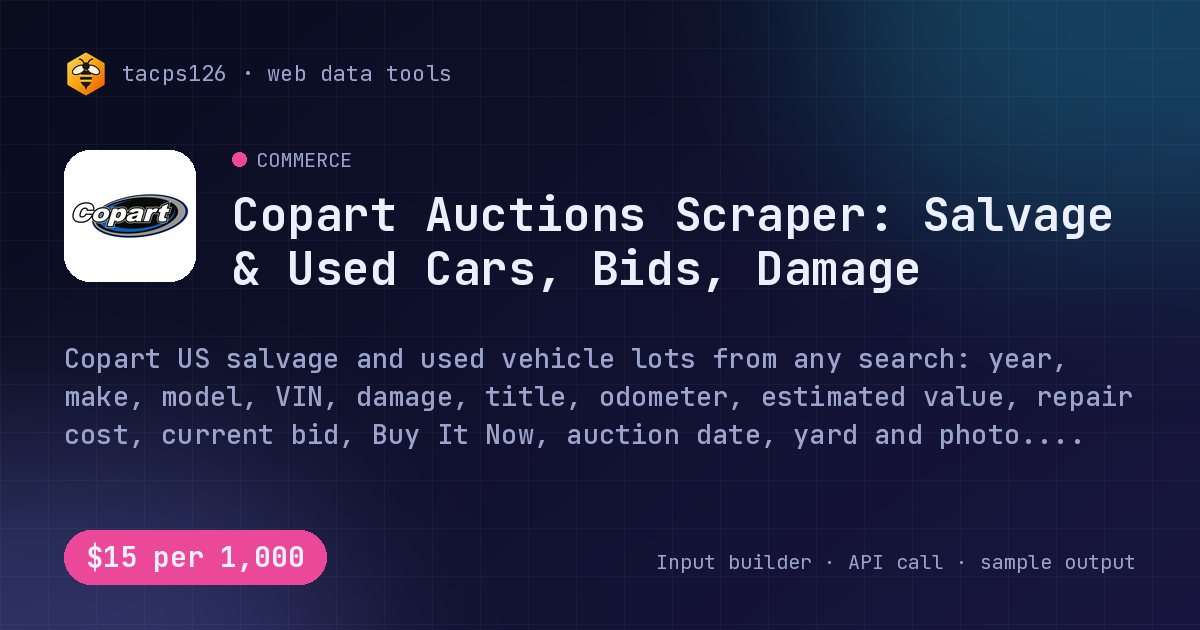 tacps126 · web data tools
Copart
COMMERCE
Copart Auctions Scraper: Salvage
& Used Cars, Bids, Damage
Copart US salvage and used vehicle lots from any search: year,
make, model, VIN, damage, title, odometer, estimated value, repair
cost, current bid, Buy It Now, auction date, yard and photo....
$15 per 1,000
Input builder · API call · sample output